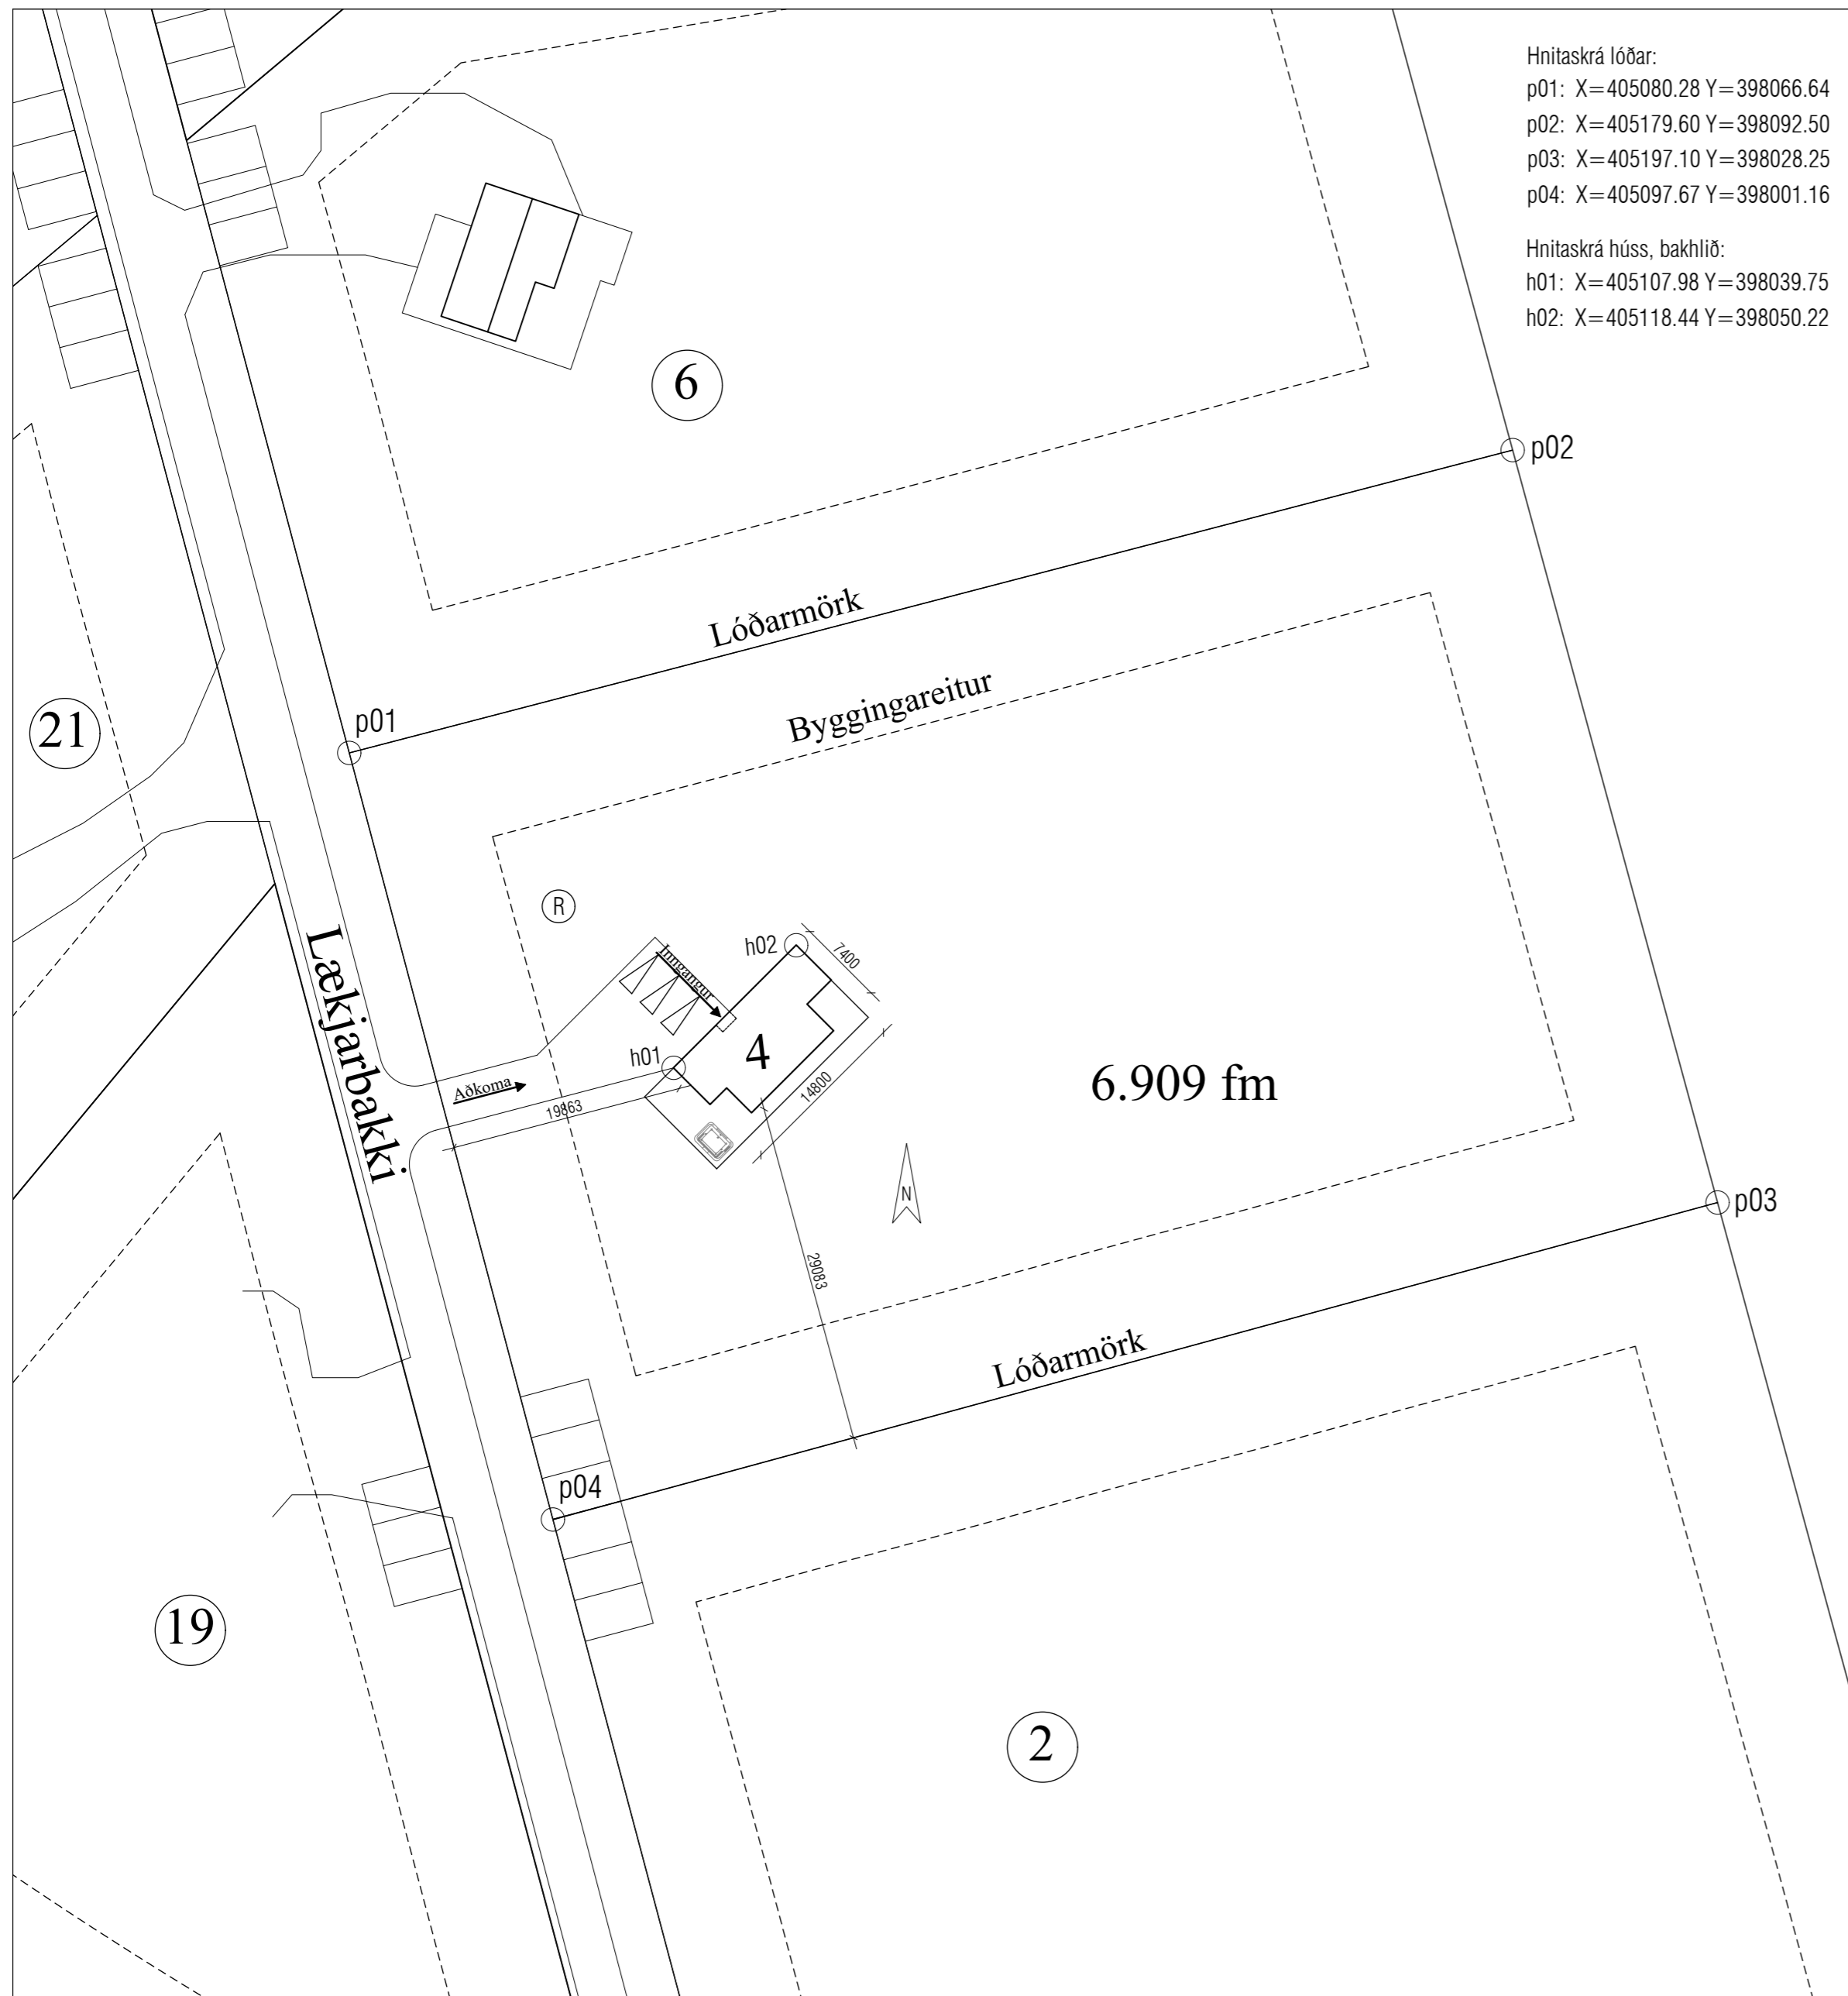 Hnitaskrá lóðar:
p01: X=405080.28 Y=398066.64
p02: X=405179.60 Y=398092.50
p03: X=405197.10 Y=398028.25
p04: X=405097.67 Y=398001.16
Hnitaskrá húss, bakhlið:
h01: X=405107.98 Y=398039.75
h02: X=405118.44 Y=398050.22
6
p02
Lóðarmörk
Byggingareitur
p01
21
R
h02
7400
Inngangur
Lækjarbakki
h01
4
Aðkoma
19863
14800
6.909 fm
N
p03
29083
Lóðarmörk
p04
19
2